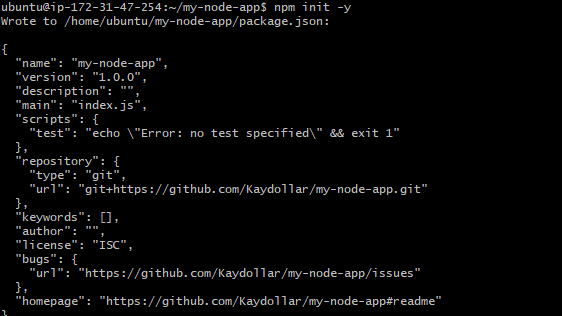 ubuntu@ip-172-31-47-254:~/my-node-app$ npm init -y
Wrote to /home/ubuntu/my-node-app/package.json:

{
  "name": "my-node-app",
  "version": "1.0.0",
  "description": "",
  "main": "index.js",
  "scripts": {
    "test": "echo \"Error: no test specified\" && exit 1"
  },
  "repository": {
    "type": "git",
    "url": "git+https://github.com/Kaydollar/my-node-app.git"
  },
  "keywords": [],
  "author": "",
  "license": "ISC",
  "bugs": {
    "url": "https://github.com/Kaydollar/my-node-app/issues"
  },
  "homepage": "https://github.com/Kaydollar/my-node-app#readme"
}